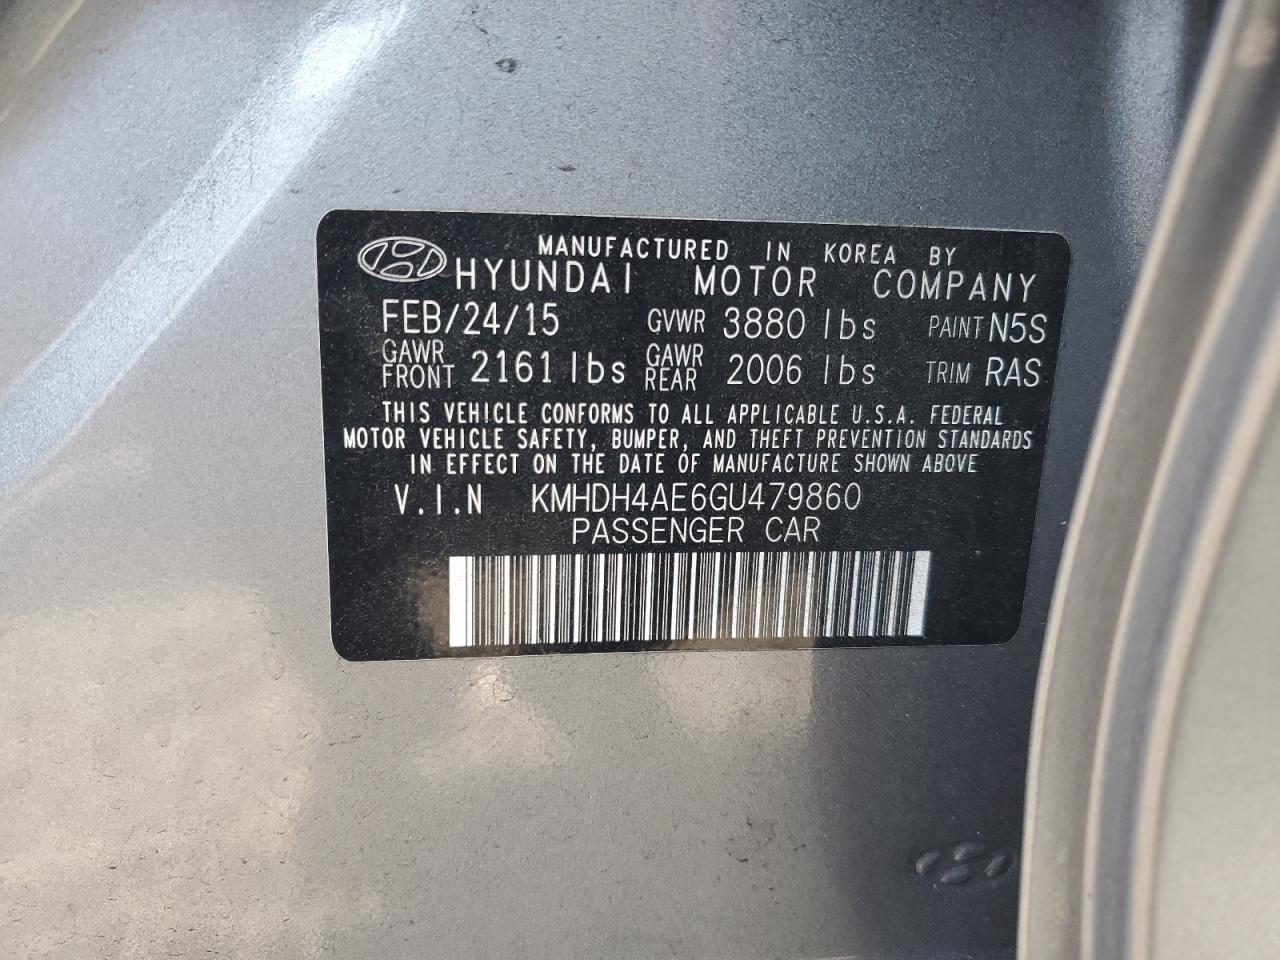 MANUFACTURED IN KOREA BY
HYUNDAI MOTOR COMPANY
FEB/24/15 GVWR 3880 lbs PAINT N5S
GAWR FRONT 2161 lbs GAWR REAR 2006 lbs TRIM RAS
THIS VEHICLE CONFORMS TO ALL APPLICABLE U.S.A. FEDERAL
MOTOR VEHICLE SAFETY, BUMPER, AND THEFT PREVENTION STANDARDS
IN EFFECT ON THE DATE OF MANUFACTURE SHOWN ABOVE
V.I.N KMHDH4AE6GU479860
PASSENGER CAR